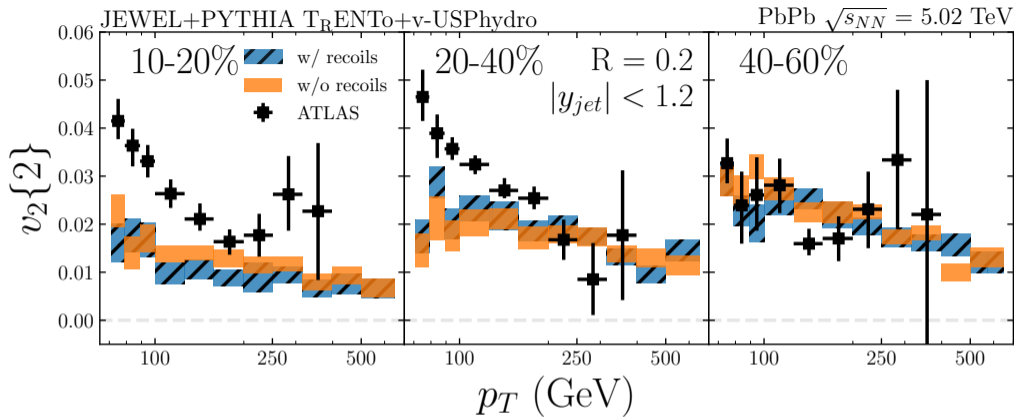 JEWEL+PYTHIA TRENTo+v-USPhydro
PbPb √sNN = 5.02 TeV
0.06
0.05
0.04
0.03
0.02
0.01
0.00
v2{2}
10-20%
w/ recoils
w/o recoils
ATLAS
20-40%
R = 0.2
|yjet| < 1.2
40-60%
100 250 500 100 250 500 100 250 500
pT (GeV)